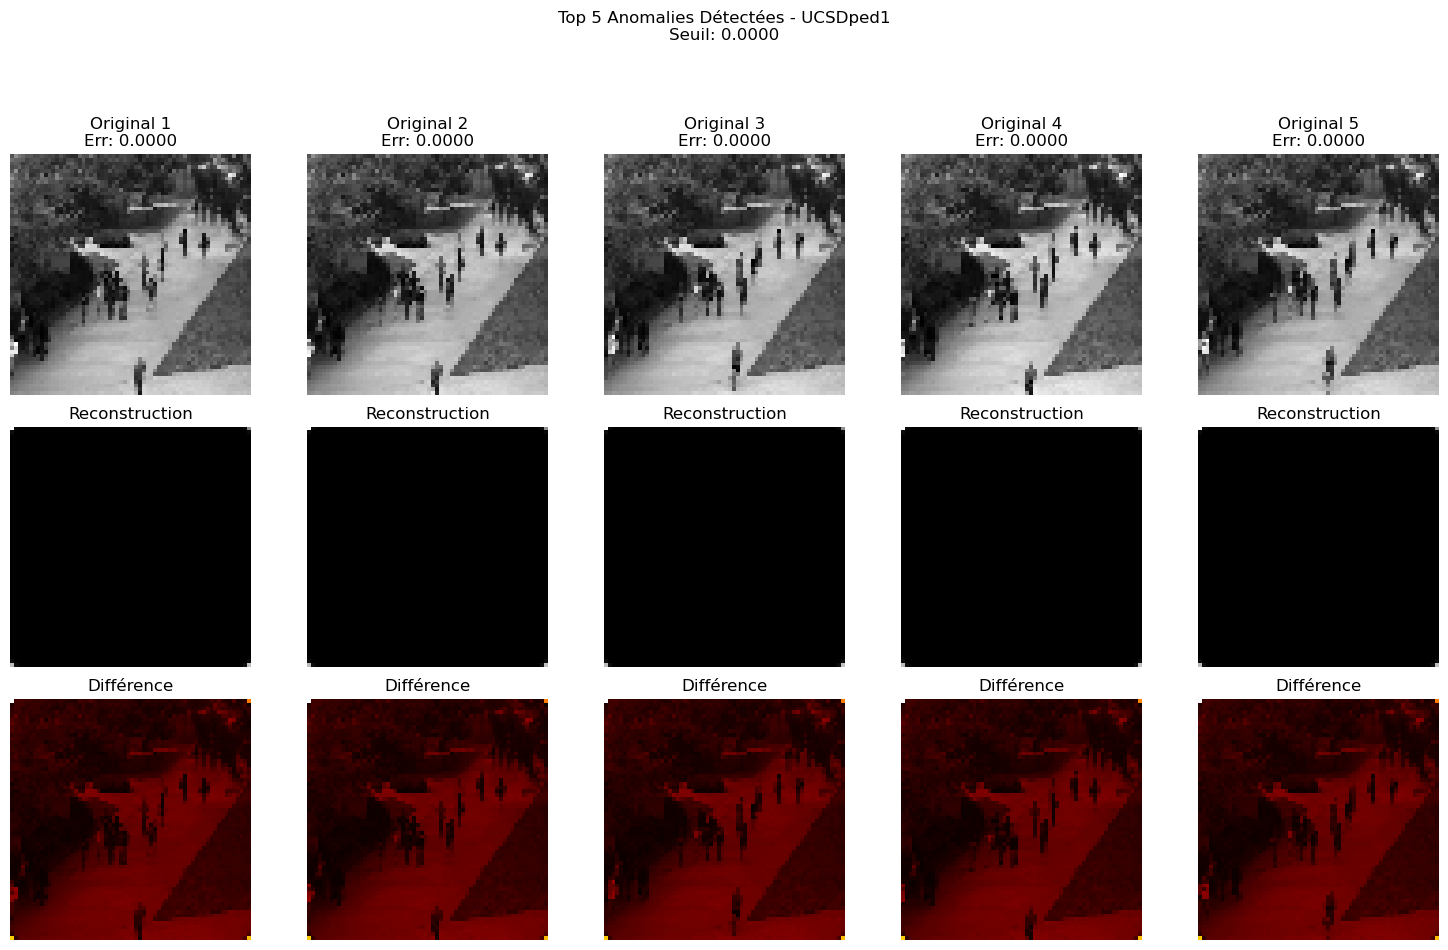 Top 5 Anomalies Détectées - UCSDped1
Seuil: 0.0000
Original 1
Err: 0.0000
Original 2
Err: 0.0000
Original 3
Err: 0.0000
Original 4
Err: 0.0000
Original 5
Err: 0.0000
Reconstruction
Reconstruction
Reconstruction
Reconstruction
Reconstruction
Différence
Différence
Différence
Différence
Différence